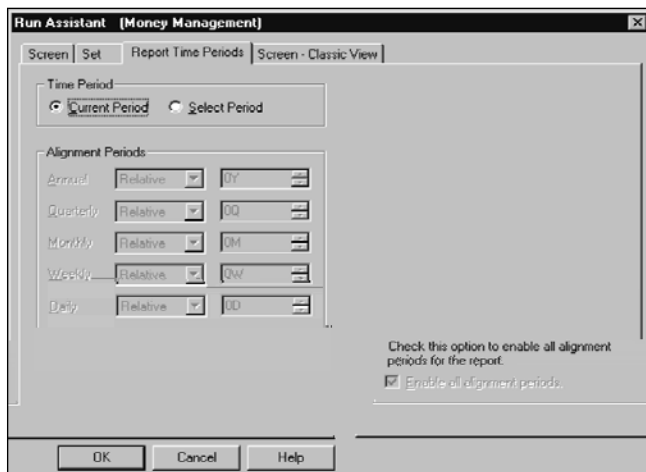 Run Assistant (Money Management)
Screen Set Report Time Periods Screen - Classic View
Time Period
Current Period Select Period
Alignment Periods
Annual Relative 0Y
Quarterly Relative 0Q
Monthly Relative 0M
Weekly Relative 0W
Daily Relative 0D
Check this option to enable all alignment
periods for the report.
Enable all alignment periods.
OK Cancel Help